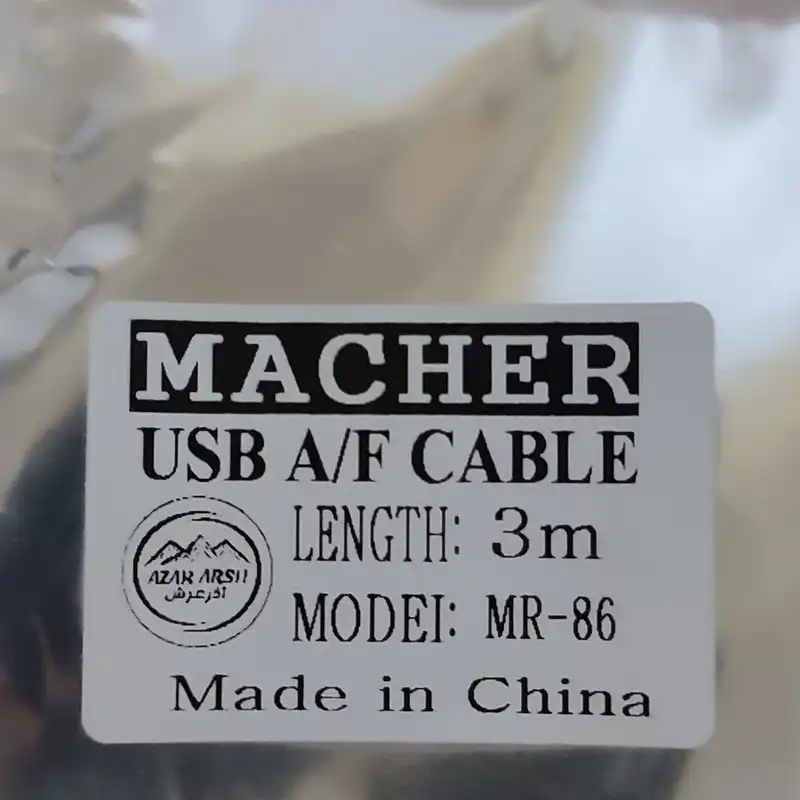 MACHER
USB A/F CABLE
LENGTH: 3m
AZAR ARSH
آذرعرش
MODEI: MR-86
Made in China